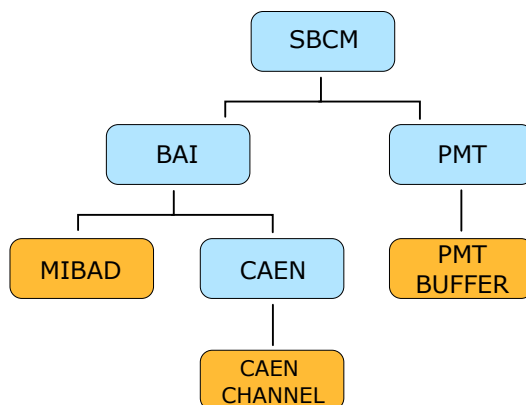 SBCM
BAI
PMT
MIBAD
CAEN
PMT
BUFFER
CAEN
CHANNEL